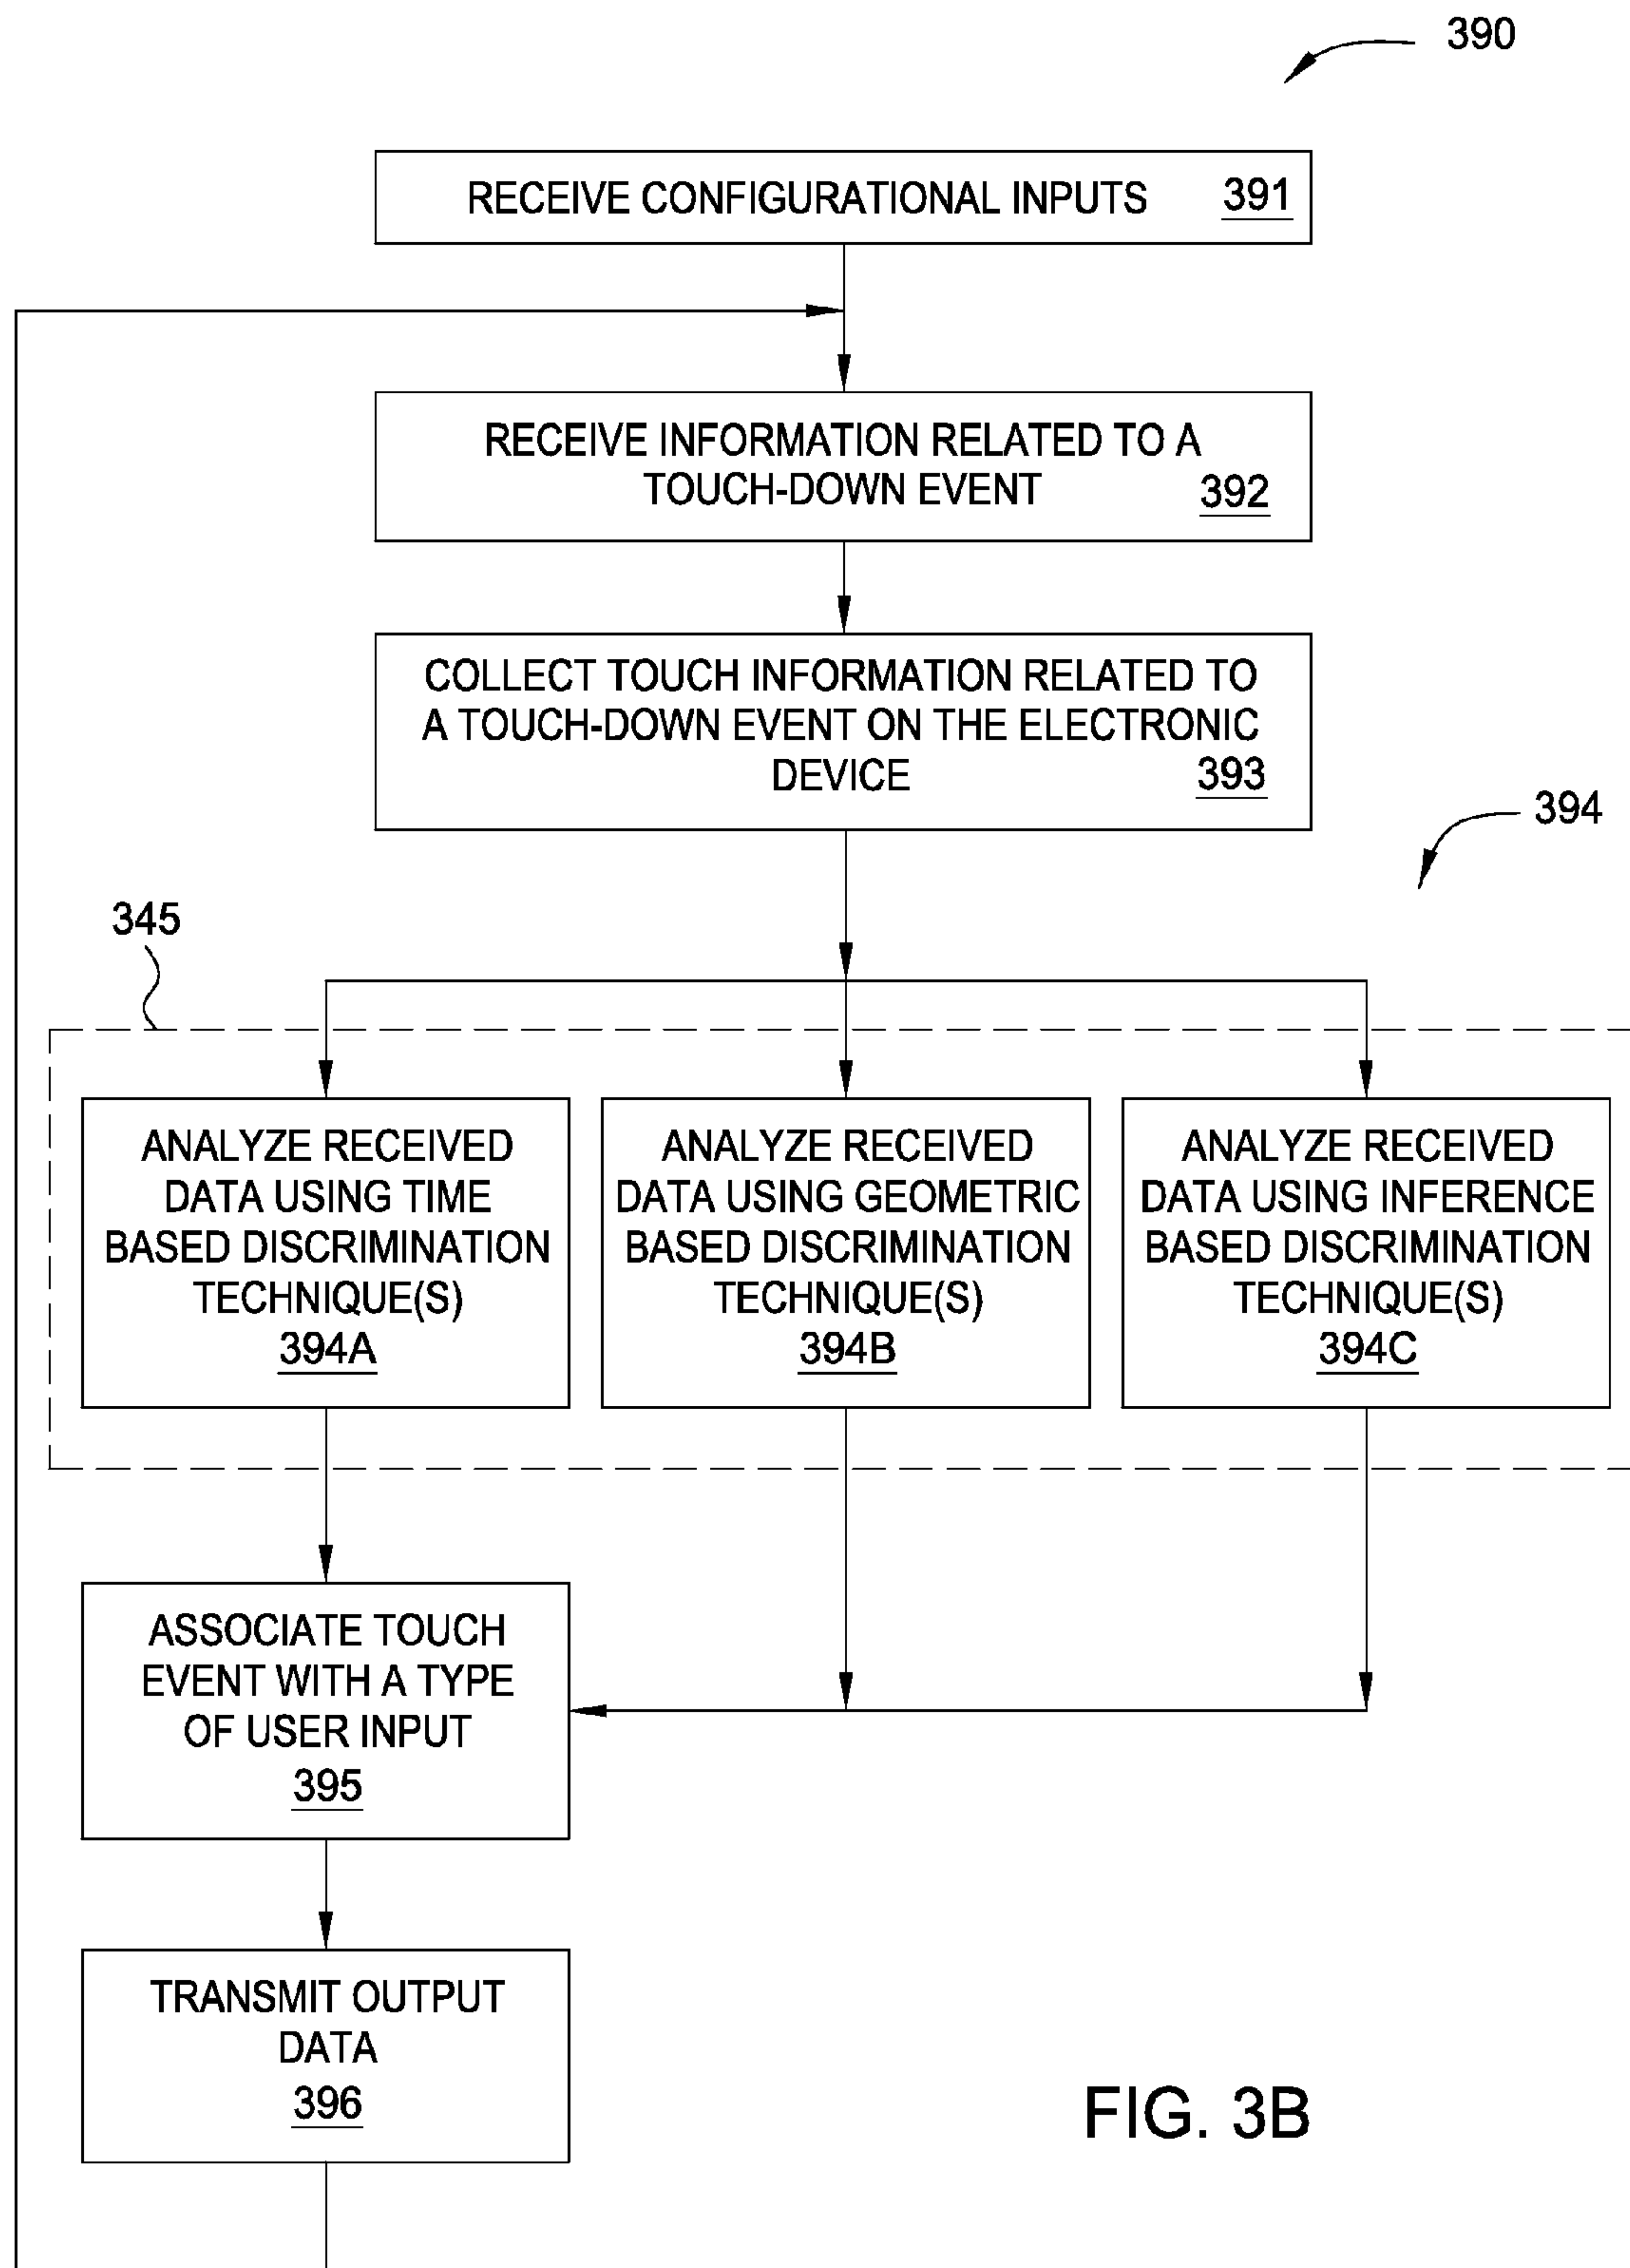 390
RECEIVE CONFIGURATIONAL INPUTS 391
RECEIVE INFORMATION RELATED TO A
TOUCH-DOWN EVENT 392
COLLECT TOUCH INFORMATION RELATED TO
A TOUCH-DOWN EVENT ON THE ELECTRONIC
DEVICE 393
394
345
ANALYZE RECEIVED
DATA USING TIME
BASED DISCRIMINATION
TECHNIQUE(S)
394A
ANALYZE RECEIVED
DATA USING GEOMETRIC
BASED DISCRIMINATION
TECHNIQUE(S)
394B
ANALYZE RECEIVED
DATA USING INFERENCE
BASED DISCRIMINATION
TECHNIQUE(S)
394C
ASSOCIATE TOUCH
EVENT WITH A TYPE
OF USER INPUT
395
TRANSMIT OUTPUT
DATA
396
FIG. 3B